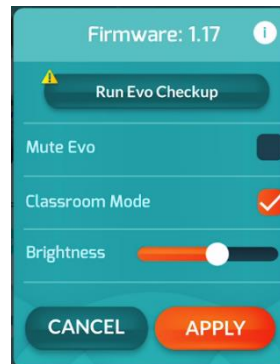 Firmware: 1.17 i
Run Evo Checkup
Mute Evo
Classroom Mode
Brightness
CANCEL APPLY